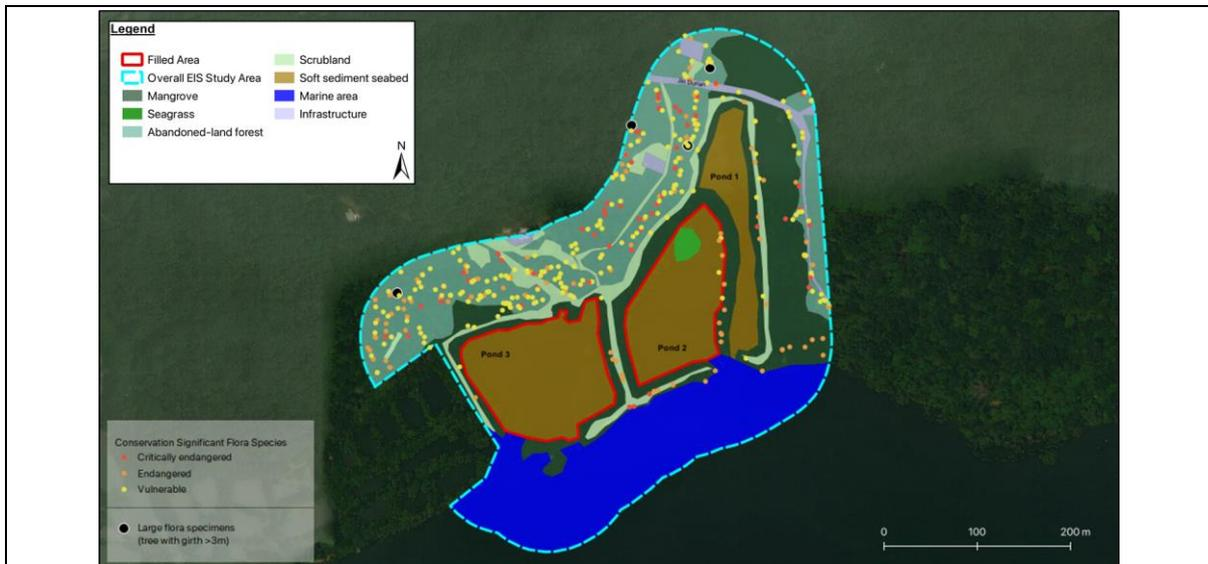 Legend
Filled Area
Overall EIS Study Area
Mangrove
Seagrass
Abandoned-land forest
Scrubland
Soft sediment seabed
Marine area
Infrastructure
N
Jln Durian
Pond 1
Pond 2
Pond 3
Conservation Significant Flora Species
Critically endangered
Endangered
Vulnerable
Large flora specimens
(tree with girth >3m)
0 100 200 m